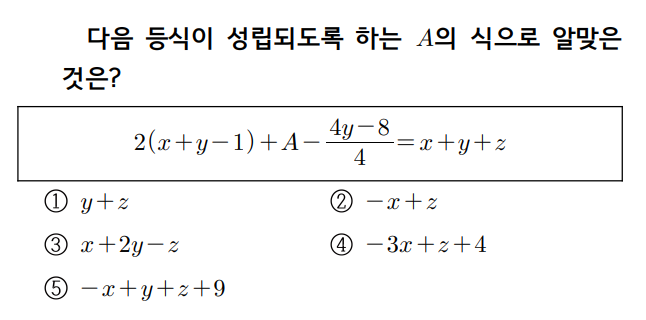 다음 등식이 성립되도록 하는 A의 식으로 알맞은
것은?
2(x+y−1)+A−\frac{4y−8}{4}=x+y+z
① y+z ② −x+z
③ x+2y−z ④ −3x+z+4
⑤ −x+y+z+9